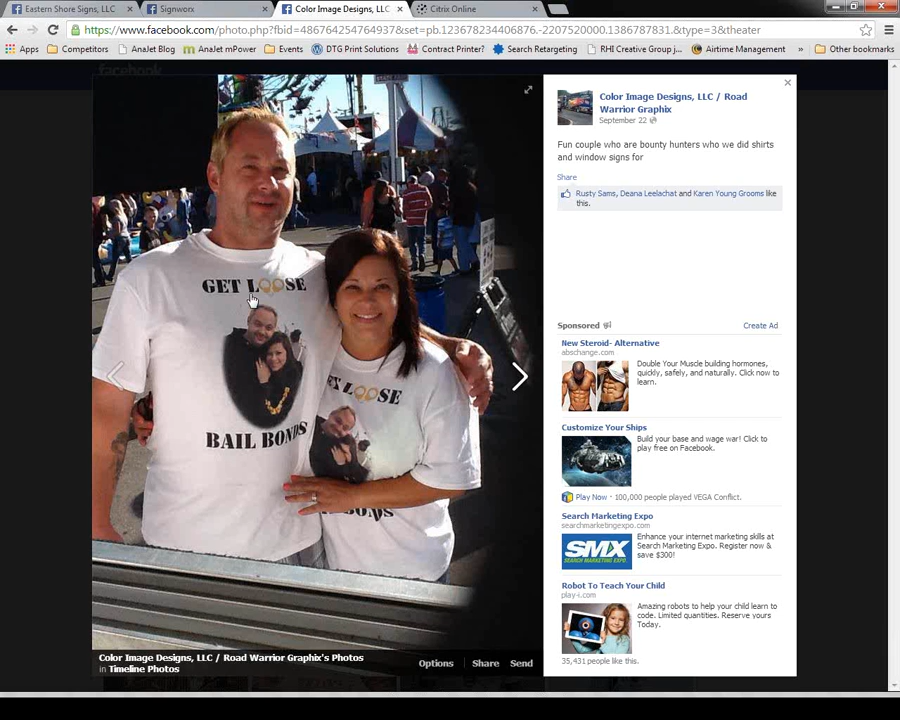 Eastern Shore Signs, LLC
Signworx
Color Image Designs, LLC
Citrix Online
https://www.facebook.com/photo.php?fbid=486764254764937&set=pb.123678234406876.-2207520000.1386787831.&type=3&theater
Apps
Competitors
AnaJet Blog
AnaJet mPower
Events
DTG Print Solutions
Contract Printer?
Search Retargeting
RHI Creative Group j...
Airtime Management
»
Other bookmarks
facebook
GET LOOSE
BAIL BONDS
LOOSE
Color Image Designs, LLC / Road Warrior Graphix's Photos
in Timeline Photos
Options
Share
Send
Color Image Designs, LLC / Road
Warrior Graphix
September 22
Fun couple who are bounty hunters who we did shirts
and window signs for
Share
Rusty Sams, Deana Leelachat and Karen Young Grooms like
this.
Sponsored
Create Ad
New Steroid- Alternative
abschange.com
Double Your Muscle building hormones,
quickly, safely, and naturally. Click now to
learn.
Customize Your Ships
Build your base and wage war! Click to
play free on Facebook.
Play Now · 100,000 people played VEGA Conflict.
Search Marketing Expo
searchmarketingexpo.com
SMX
SEARCH MARKETING EXPO
Enhance your internet marketing skills at
Search Marketing Expo. Register now &
save $300!
Robot To Teach Your Child
play-i.com
Amazing robots to help your child learn to
code. Limited quantities. Reserve yours
Today.
35,431 people like this.